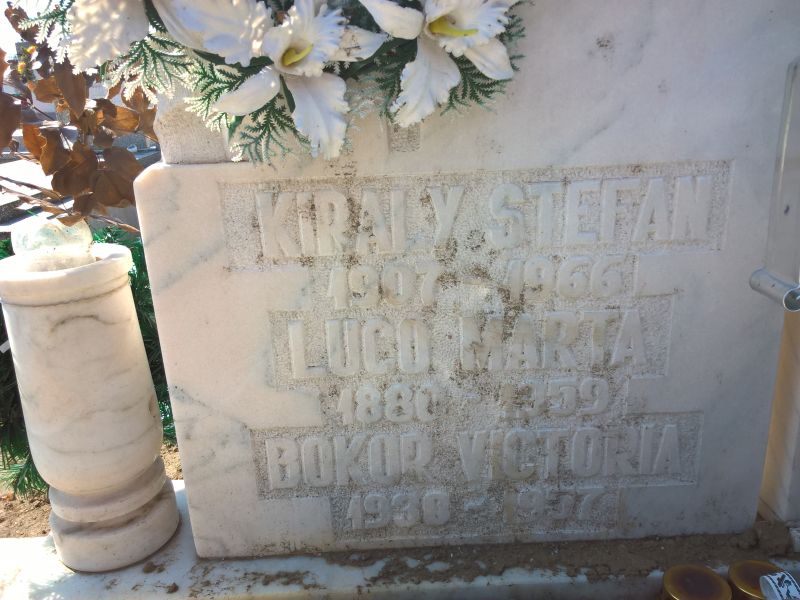 KIRALY STEFAN
1907 - 1966
LUCO MARTA
1880 - 1959
BOKOR VICTORIA
1930 - 1957